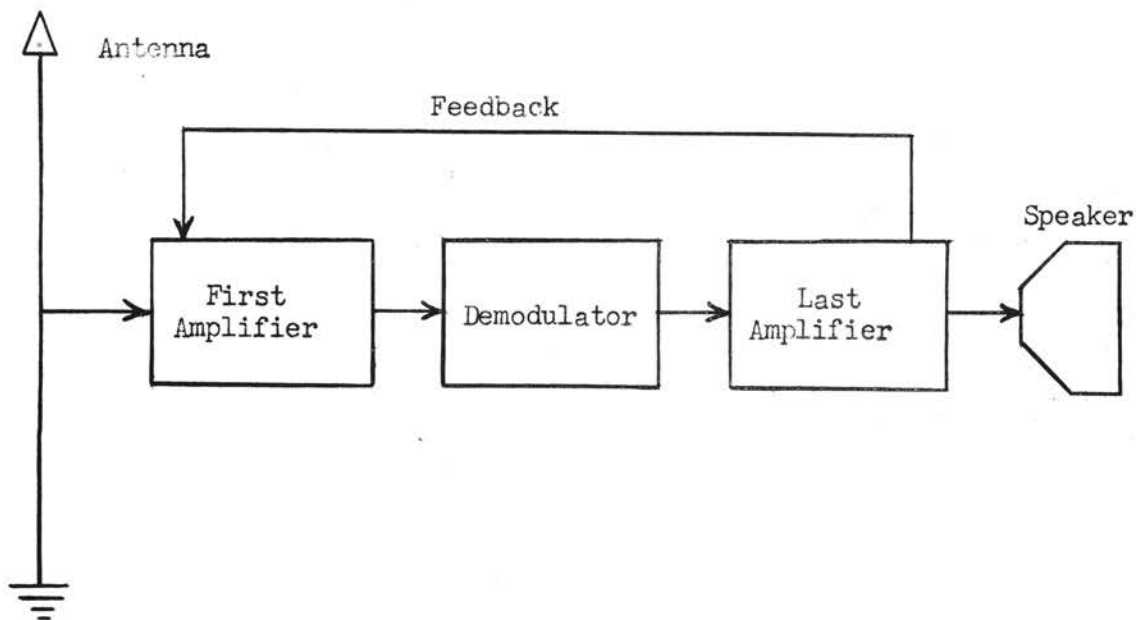 Antenna
Feedback
Speaker
First
Amplifier
Demodulator
Last
Amplifier